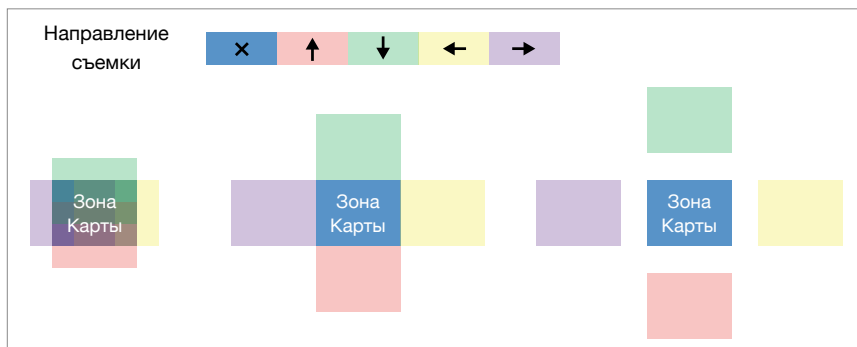 Направление
съемки
Зона
Карты
Зона
Карты
Зона
Карты